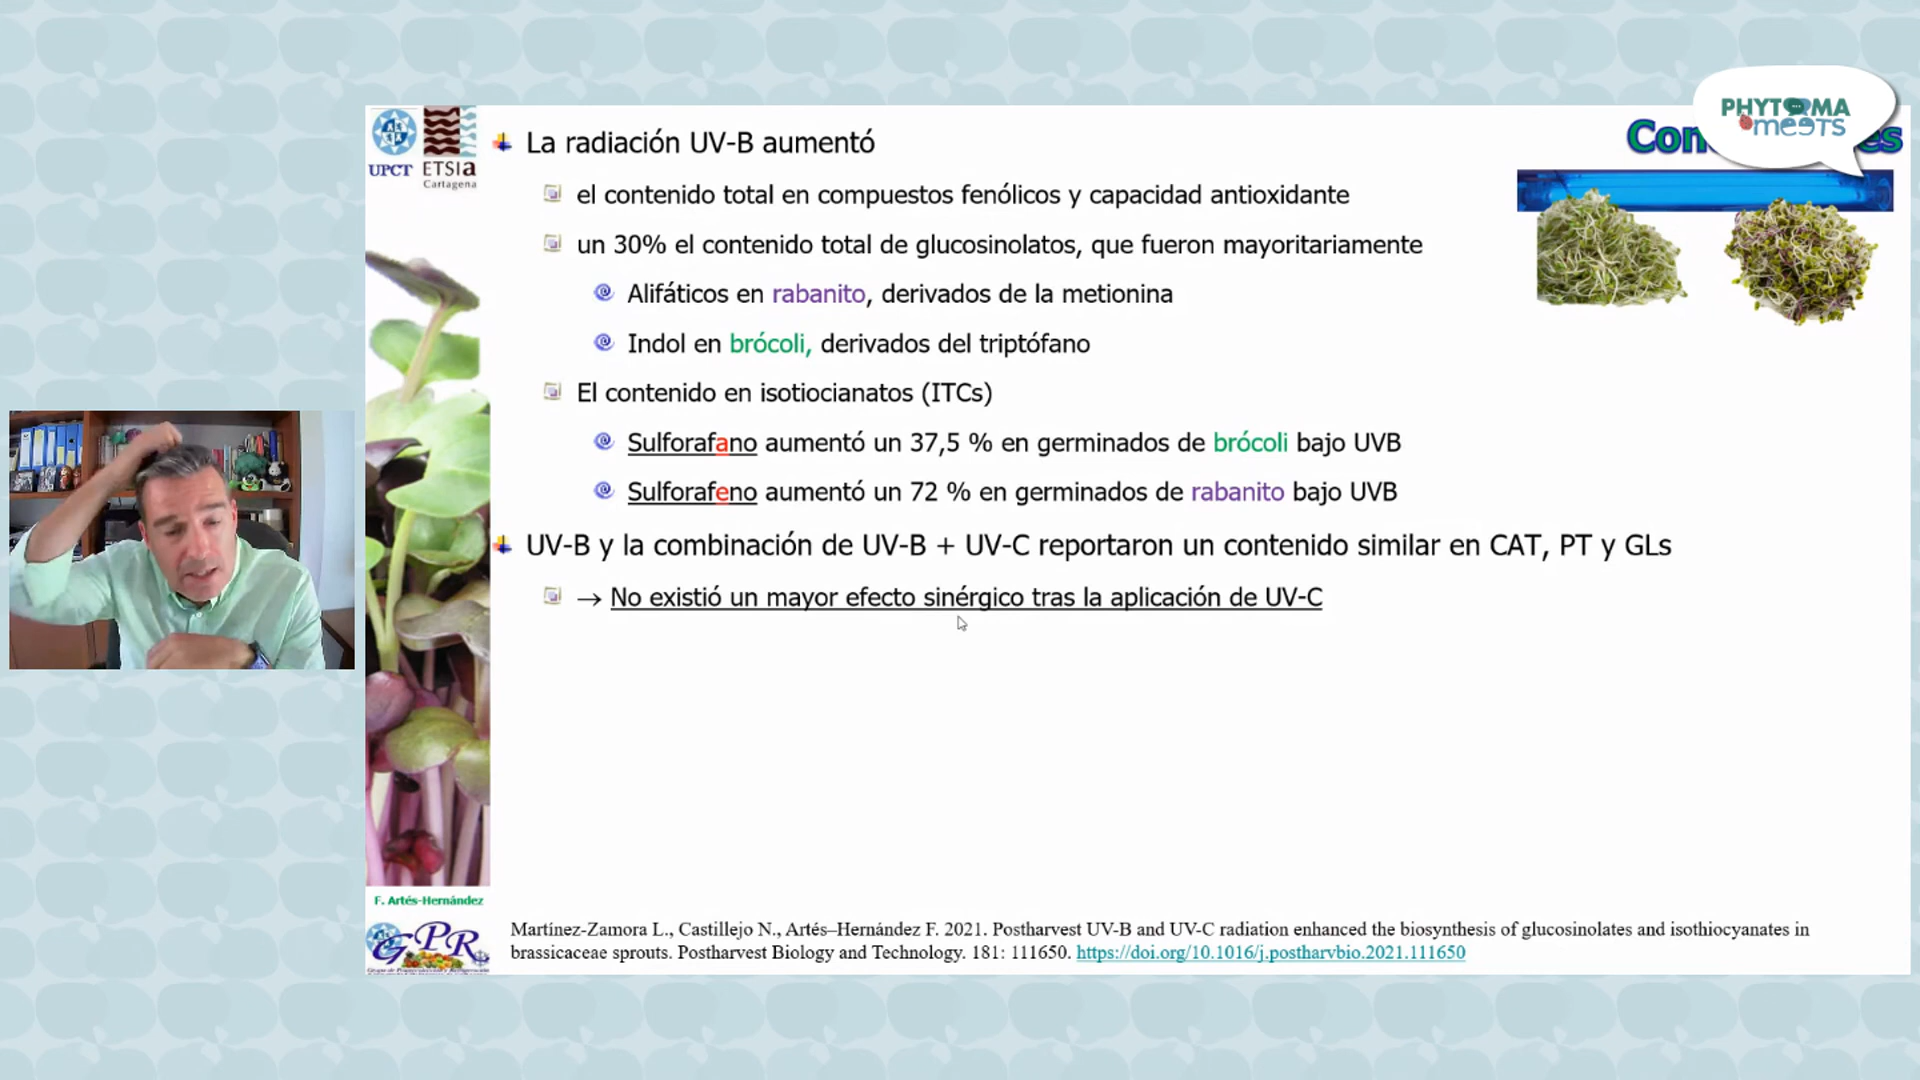 PHYTOMA
meeTS
UPCT ETSIa
Cartagena
La radiación UV-B aumentó
el contenido total en compuestos fenólicos y capacidad antioxidante
un 30% el contenido total de glucosinolatos, que fueron mayoritariamente
Alifáticos en rabanito, derivados de la metionina
Indol en brócoli, derivados del triptófano
El contenido en isotiocianatos (ITCs)
Sulforafano aumentó un 37,5 % en germinados de brócoli bajo UVB
Sulforafeno aumentó un 72 % en germinados de rabanito bajo UVB
UV-B y la combinación de UV-B + UV-C reportaron un contenido similar en CAT, PT y GLs
→ No existió un mayor efecto sinérgico tras la aplicación de UV-C
F. Artés-Hernández
GPR
Martínez-Zamora L., Castillejo N., Artés–Hernández F. 2021. Postharvest UV-B and UV-C radiation enhanced the biosynthesis of glucosinolates and isothiocyanates in
brassicaceae sprouts. Postharvest Biology and Technology. 181: 111650. https://doi.org/10.1016/j.postharvbio.2021.111650